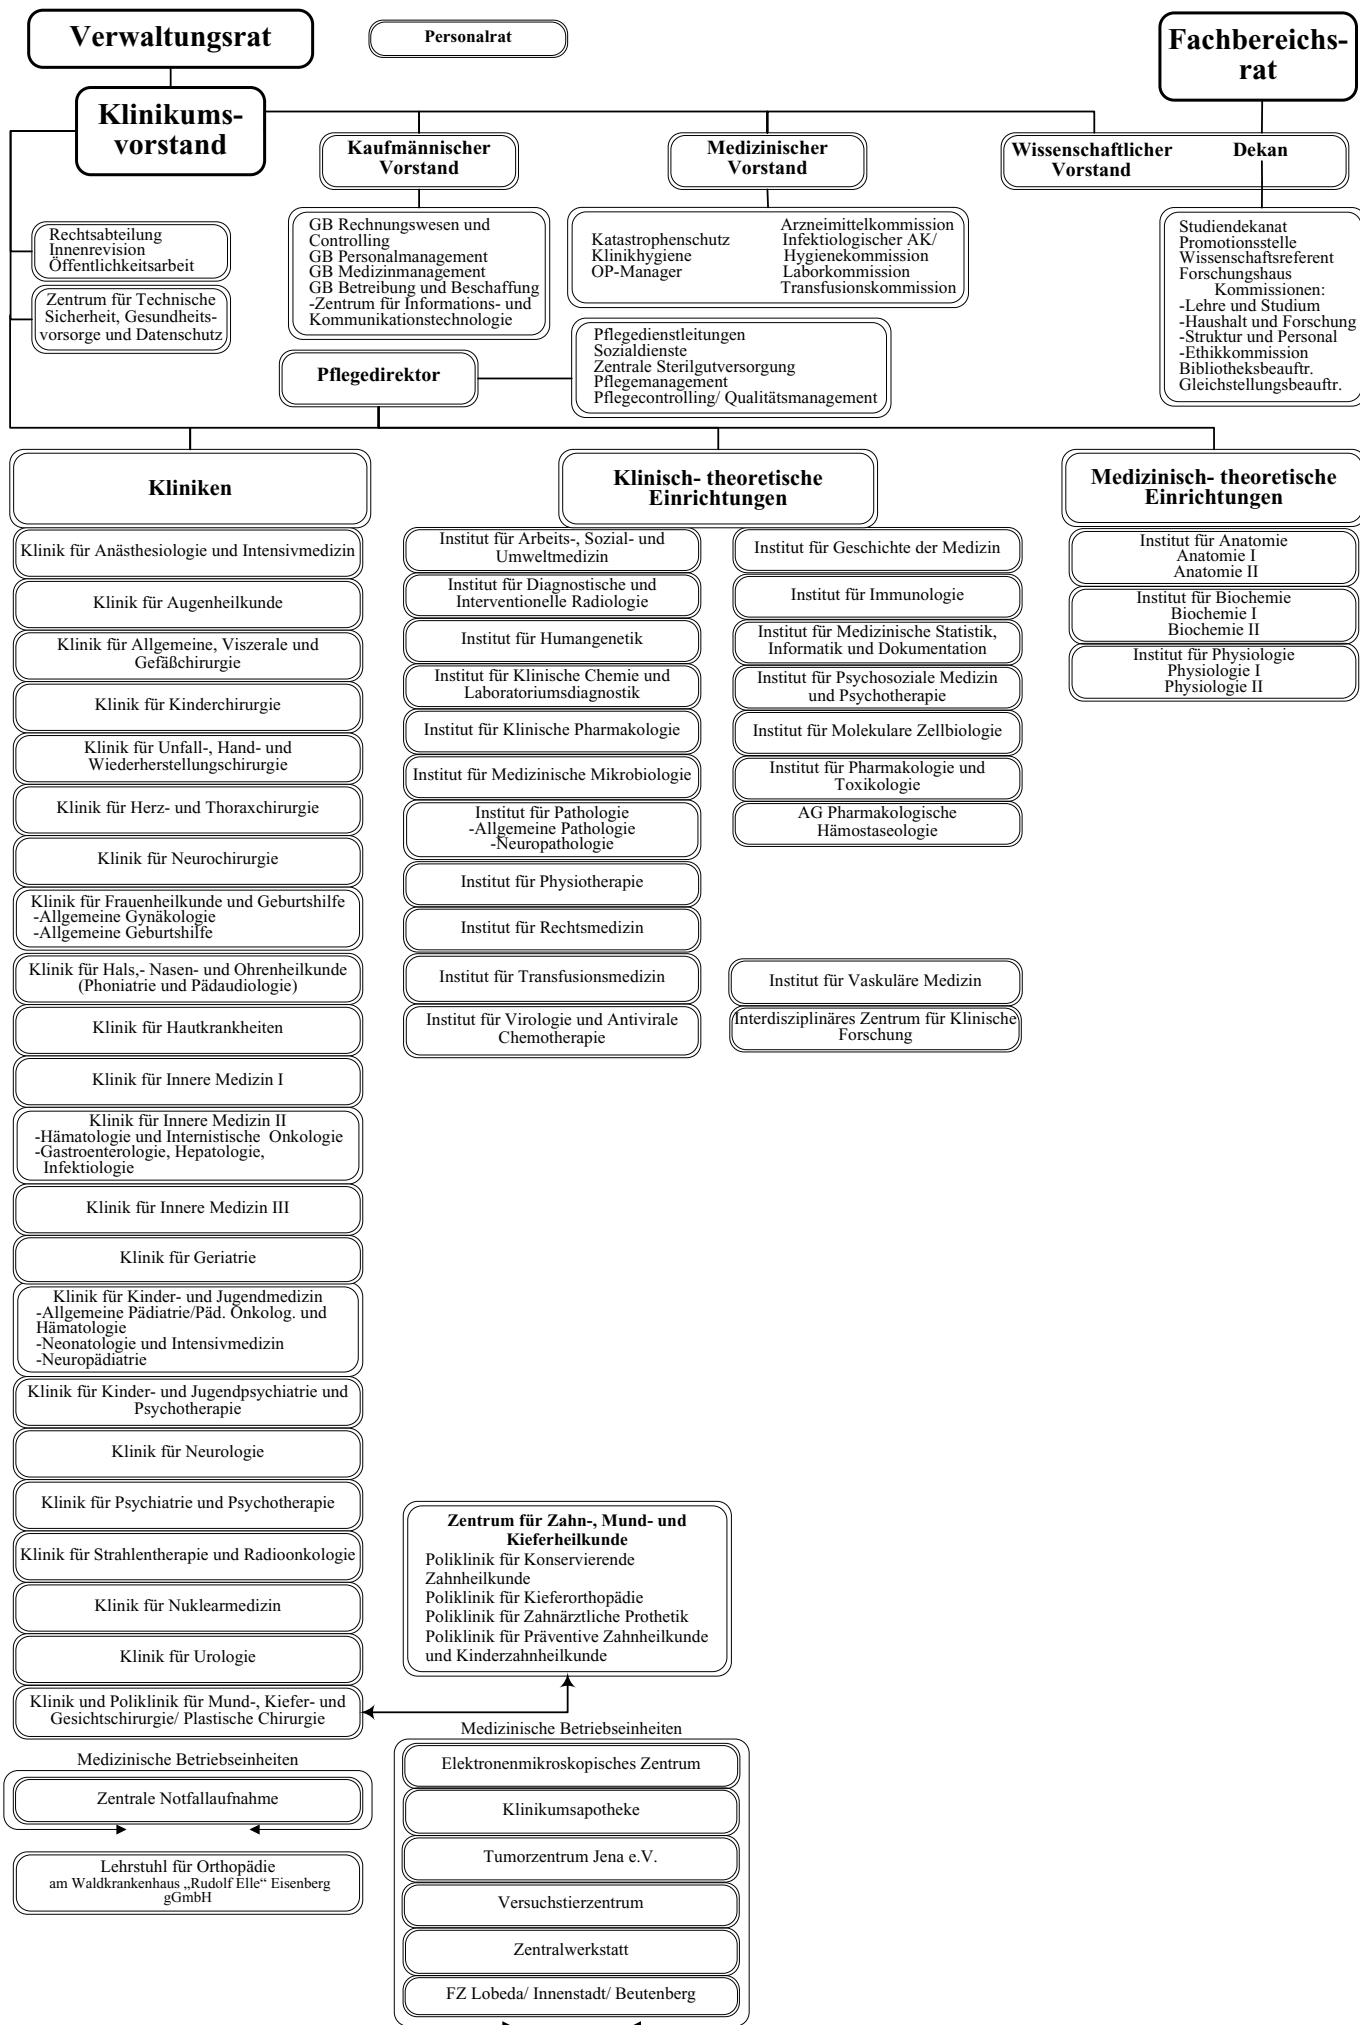 Verwaltungsrat
Personalrat
Fachbereichs-
rat
Klinikums-
vorstand
Kaufmännischer
Vorstand
Medizinischer
Vorstand
Wissenschaftlicher
Vorstand
Dekan
Rechtsabteilung
Innenrevision
Öffentlichkeitsarbeit
Zentrum für Technische
Sicherheit, Gesundheits-
vorsorge und Datenschutz
GB Rechnungswesen und
Controlling
GB Personalmanagement
GB Medizinmanagement
GB Betreibung und Beschaffung
-Zentrum für Informations- und
Kommunikationstechnologie
Katastrophenschutz
Klinikhygiene
OP-Manager
Arzneimittelkommission
Infektiologischer AK/
Hygienekommission
Laborkommission
Transfusionskommission
Studiendekanat
Promotionsstelle
Wissenschaftsreferent
Forschungshaus
Kommissionen:
-Lehre und Studium
-Haushalt und Forschung
-Struktur und Personal
-Ethikkommission
Bibliotheksbeauftr.
Gleichstellungsbeauftr.
Pflegedirektor
Pflegedienstleitungen
Sozialdienste
Zentrale Sterilgutversorgung
Pflegemanagement
Pflegecontrolling/ Qualitätsmanagement
Kliniken
Klinik für Anästhesiologie und Intensivmedizin
Klinik für Augenheilkunde
Klinik für Allgemeine, Viszerale und
Gefäßchirurgie
Klinik für Kinderchirurgie
Klinik für Unfall-, Hand- und
Wiederherstellungschirurgie
Klinik für Herz- und Thoraxchirurgie
Klinik für Neurochirurgie
Klinik für Frauenheilkunde und Geburtshilfe
-Allgemeine Gynäkologie
-Allgemeine Geburtshilfe
Klinik für Hals,- Nasen- und Ohrenheilkunde
(Phoniatrie und Pädaudiologie)
Klinik für Hautkrankheiten
Klinik für Innere Medizin I
Klinik für Innere Medizin II
-Hämatologie und Internistische Onkologie
-Gastroenterologie, Hepatologie,
Infektiologie
Klinik für Innere Medizin III
Klinik für Geriatrie
Klinik für Kinder- und Jugendmedizin
-Allgemeine Pädiatrie/Päd. Onkolog. und
Hämatologie
-Neonatologie und Intensivmedizin
-Neuropädiatrie
Klinik für Kinder- und Jugendpsychiatrie und
Psychotherapie
Klinik für Neurologie
Klinik für Psychiatrie und Psychotherapie
Klinik für Strahlentherapie und Radioonkologie
Klinik für Nuklearmedizin
Klinik für Urologie
Klinik und Poliklinik für Mund-, Kiefer- und
Gesichtschirurgie/ Plastische Chirurgie
Medizinische Betriebseinheiten
Zentrale Notfallaufnahme
Lehrstuhl für Orthopädie
am Waldkrankenhaus „Rudolf Elle“ Eisenberg
gGmbH
Klinisch- theoretische
Einrichtungen
Institut für Arbeits-, Sozial- und
Umweltmedizin
Institut für Diagnostische und
Interventionelle Radiologie
Institut für Humangenetik
Institut für Klinische Chemie und
Laboratoriumsdiagnostik
Institut für Klinische Pharmakologie
Institut für Medizinische Mikrobiologie
Institut für Pathologie
-Allgemeine Pathologie
-Neuropathologie
Institut für Physiotherapie
Institut für Rechtsmedizin
Institut für Transfusionsmedizin
Institut für Virologie und Antivirale
Chemotherapie
Institut für Geschichte der Medizin
Institut für Immunologie
Institut für Medizinische Statistik,
Informatik und Dokumentation
Institut für Psychosoziale Medizin
und Psychotherapie
Institut für Molekulare Zellbiologie
Institut für Pharmakologie und
Toxikologie
AG Pharmakologische
Hämostaseologie
Institut für Vaskuläre Medizin
Interdisziplinäres Zentrum für Klinische
Forschung
Medizinisch- theoretische
Einrichtungen
Institut für Anatomie
Anatomie I
Anatomie II
Institut für Biochemie
Biochemie I
Biochemie II
Institut für Physiologie
Physiologie I
Physiologie II
Zentrum für Zahn-, Mund- und
Kieferheilkunde
Poliklinik für Konservierende
Zahnheilkunde
Poliklinik für Kieferorthopädie
Poliklinik für Zahnärztliche Prothetik
Poliklinik für Präventive Zahnheilkunde
und Kinderzahnheilkunde
Medizinische Betriebseinheiten
Elektronenmikroskopisches Zentrum
Klinikumsapotheke
Tumorzentrum Jena e.V.
Versuchstierzentrum
Zentralwerkstatt
FZ Lobeda/ Innenstadt/ Beutenberg